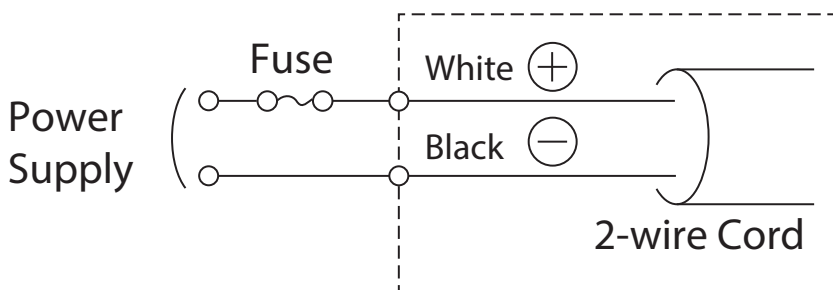 Fuse
White +
Power
Supply
Black −
2-wire Cord